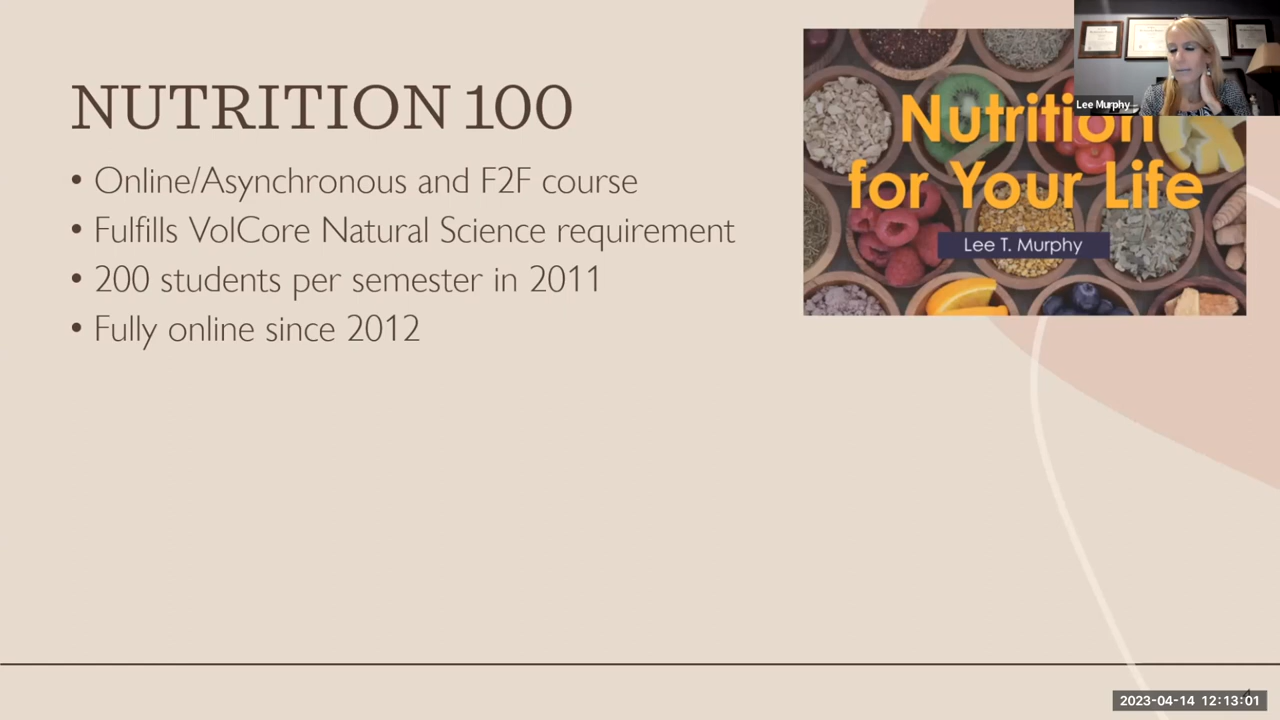 NUTRITION 100
• Online/Asynchronous and F2F course
• Fulfills VolCore Natural Science requirement
• 200 students per semester in 2011
• Fully online since 2012
Nutrition
for Your Life
Lee T. Murphy
Lee Murphy
2023-04-14 12:13:01